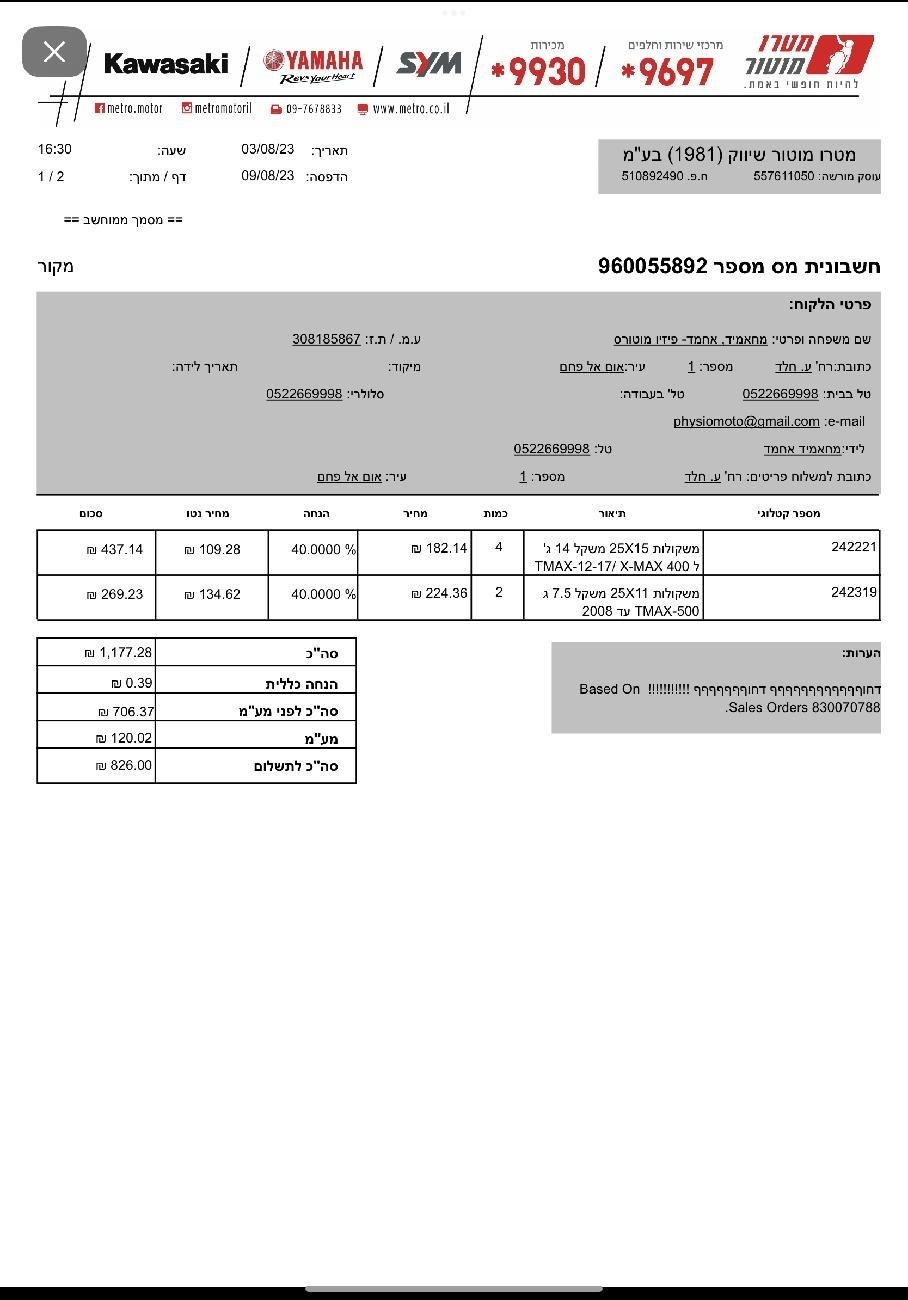 Kawasaki
YAMAHA
Revs Your Heart
SYM
מכירות
*9930
מרכזי שירות וחלפים
*9697
מטרו
מוטור
להיות חופשי באמת.
metro.motor metromotoril 09-7678833 www.metro.co.il
מטרו מוטור שיווק (1981) בע"מ
עוסק מורשה: 557611050 ח.פ. 510892490
תאריך: 03/08/23 שעה: 16:30
הדפסה: 09/08/23 דף / מתוך: 1 / 2
== מסמך ממוחשב ==
חשבונית מס מספר 960055892 מקור
פרטי הלקוח:
שם משפחה ופרטי: מחאמיד, אחמד- פיזיו מוטורס ע.מ. / ת.ז: 308185867
כתובת:רח' ע. חלד מספר: 1 עיר:אום אל פחם מיקוד: תאריך לידה:
טל בבית: 0522669998 טל' בעבודה: סלולרי: 0522669998
e-mail: physiomoto@gmail.com
לידי:מחאמיד אחמד טל: 0522669998
כתובת למשלוח פריטים: רח' ע. חלד מספר: 1 עיר: אום אל פחם
מספר קטלוגי תיאור כמות מחיר הנחה מחיר נטו סכום
242221 משקולות 25X15 משקל 14 ג' 4 182.14 ₪ 40.0000 % 109.28 ₪ 437.14 ₪
ל TMAX-12-17/ X-MAX 400
242319 משקולות 25X11 משקל 7.5 ג 2 224.36 ₪ 40.0000 % 134.62 ₪ 269.23 ₪
TMAX-500 עד 2008
הערות:
דחוףףףףףףףףףףףףף דחוףףףףףףף !!!!!!!!!!! Based On
Sales Orders 830070788.
סה"כ 1,177.28 ₪
הנחה כללית 0.39 ₪
סה"כ לפני מע"מ 706.37 ₪
מע"מ 120.02 ₪
סה"כ לתשלום 826.00 ₪